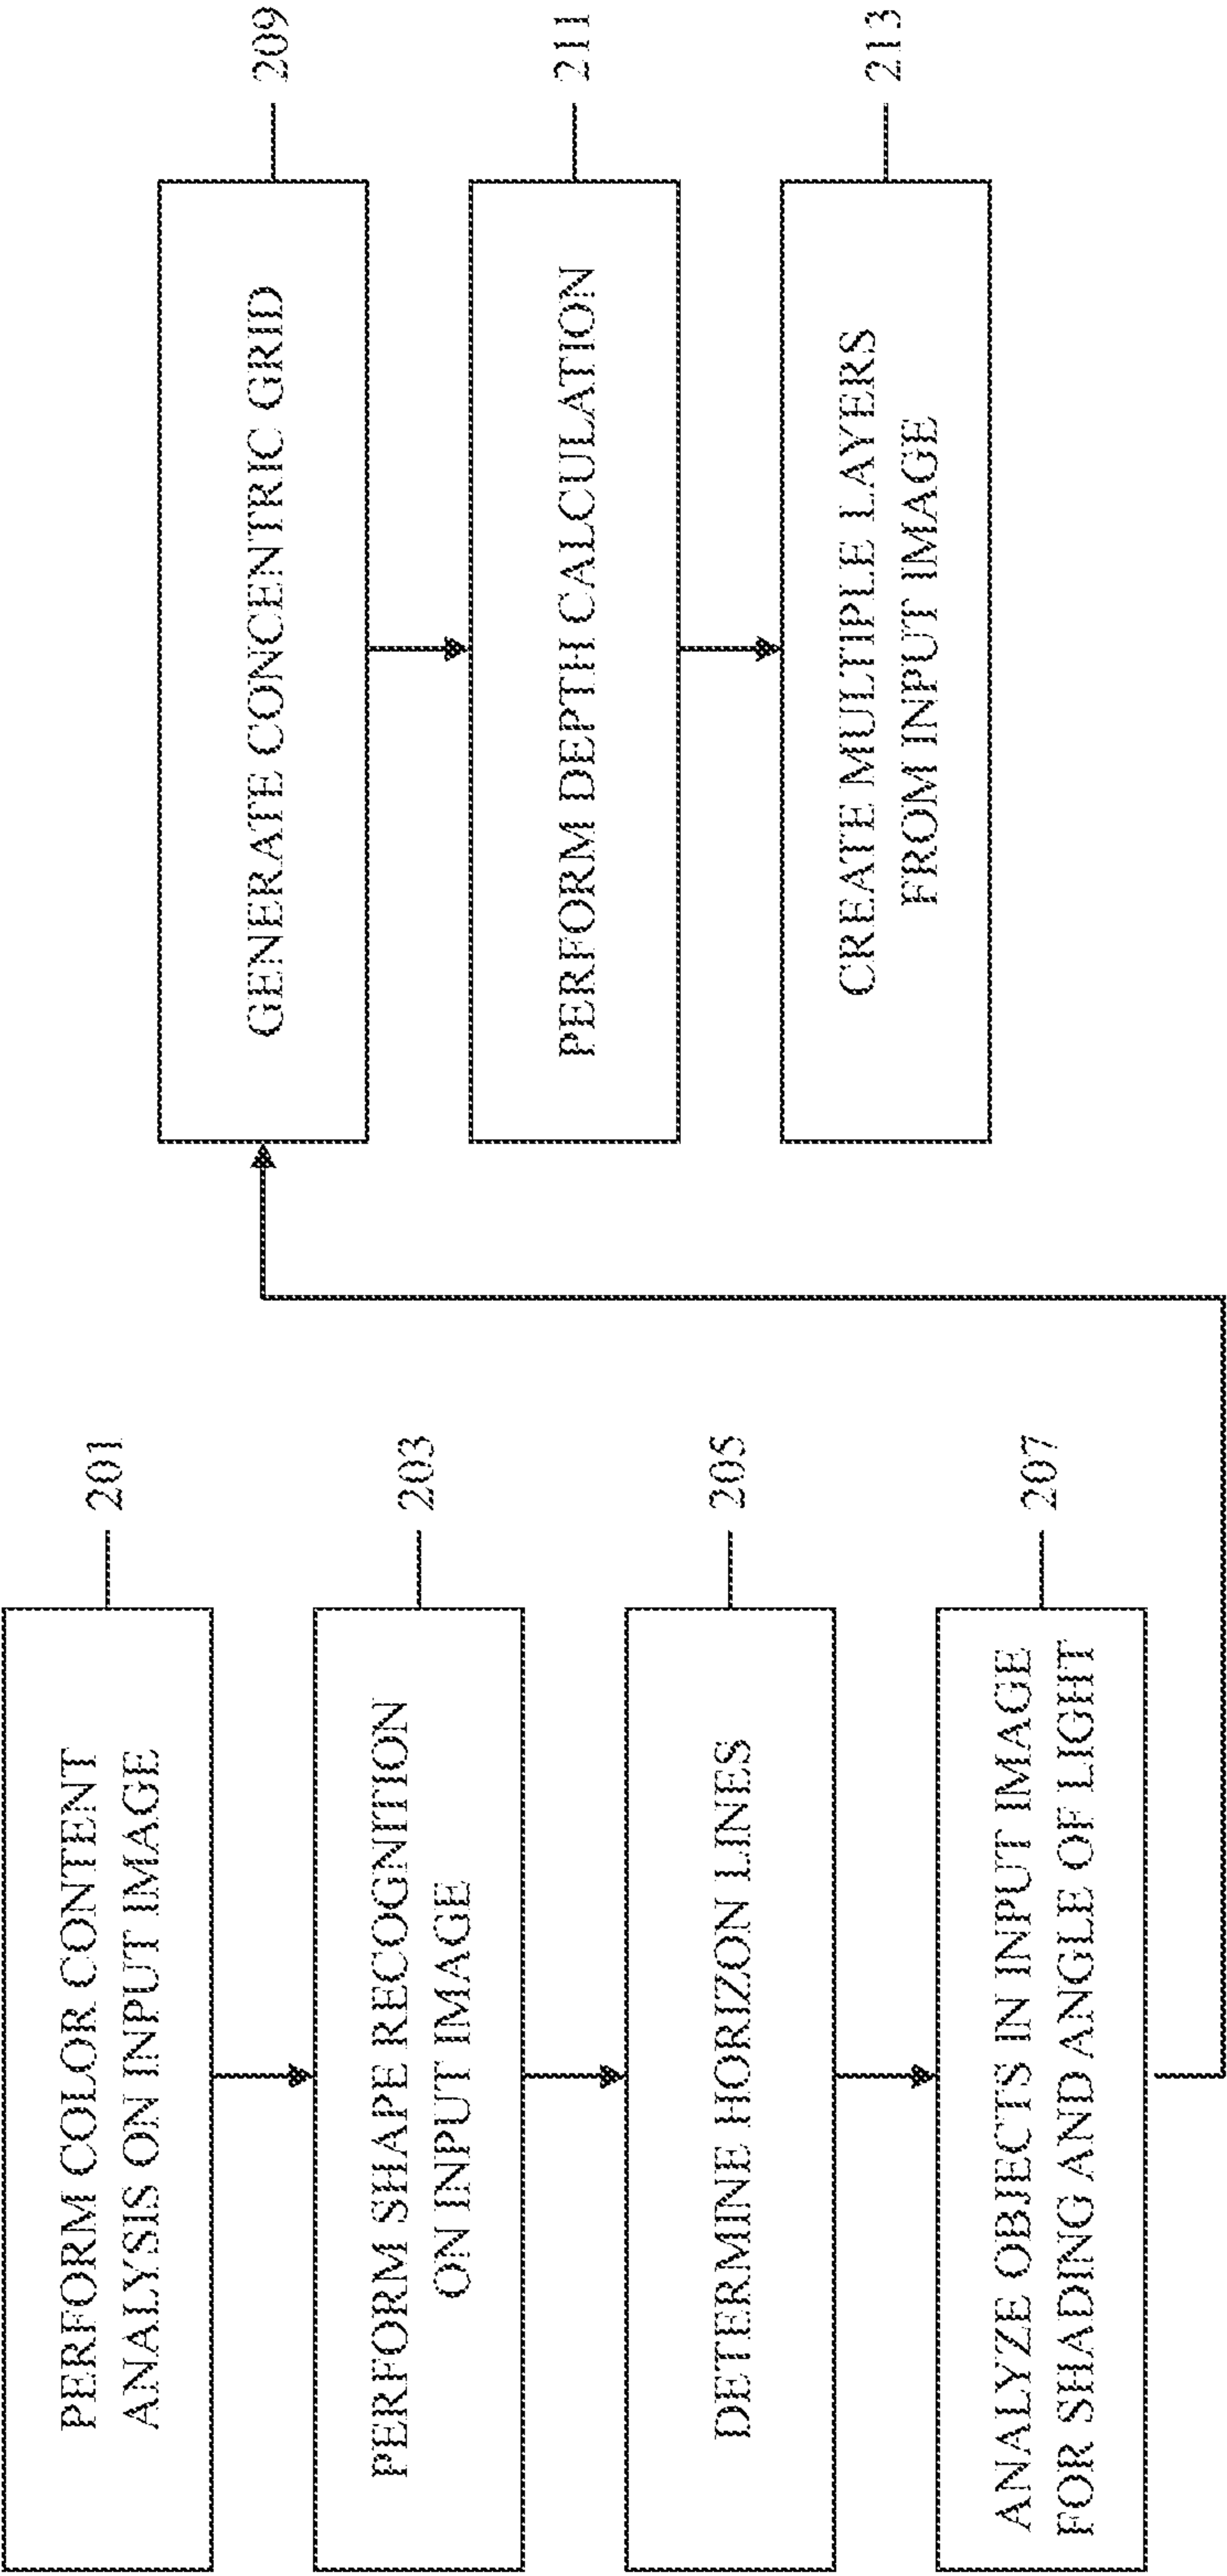 PERFORM COLOR CONTENT
ANALYSIS ON INPUT IMAGE
201
PERFORM SHAPE RECOGNITION
ON INPUT IMAGE
203
DETERMINE HORIZON LINES
205
ANALYZE OBJECTS IN INPUT IMAGE
FOR SHADING AND ANGLE OF LIGHT
207
GENERATE CONCENTRIC GRID
209
PERFORM DEPTH CALCULATION
211
CREATE MULTIPLE LAYERS
FROM INPUT IMAGE
213